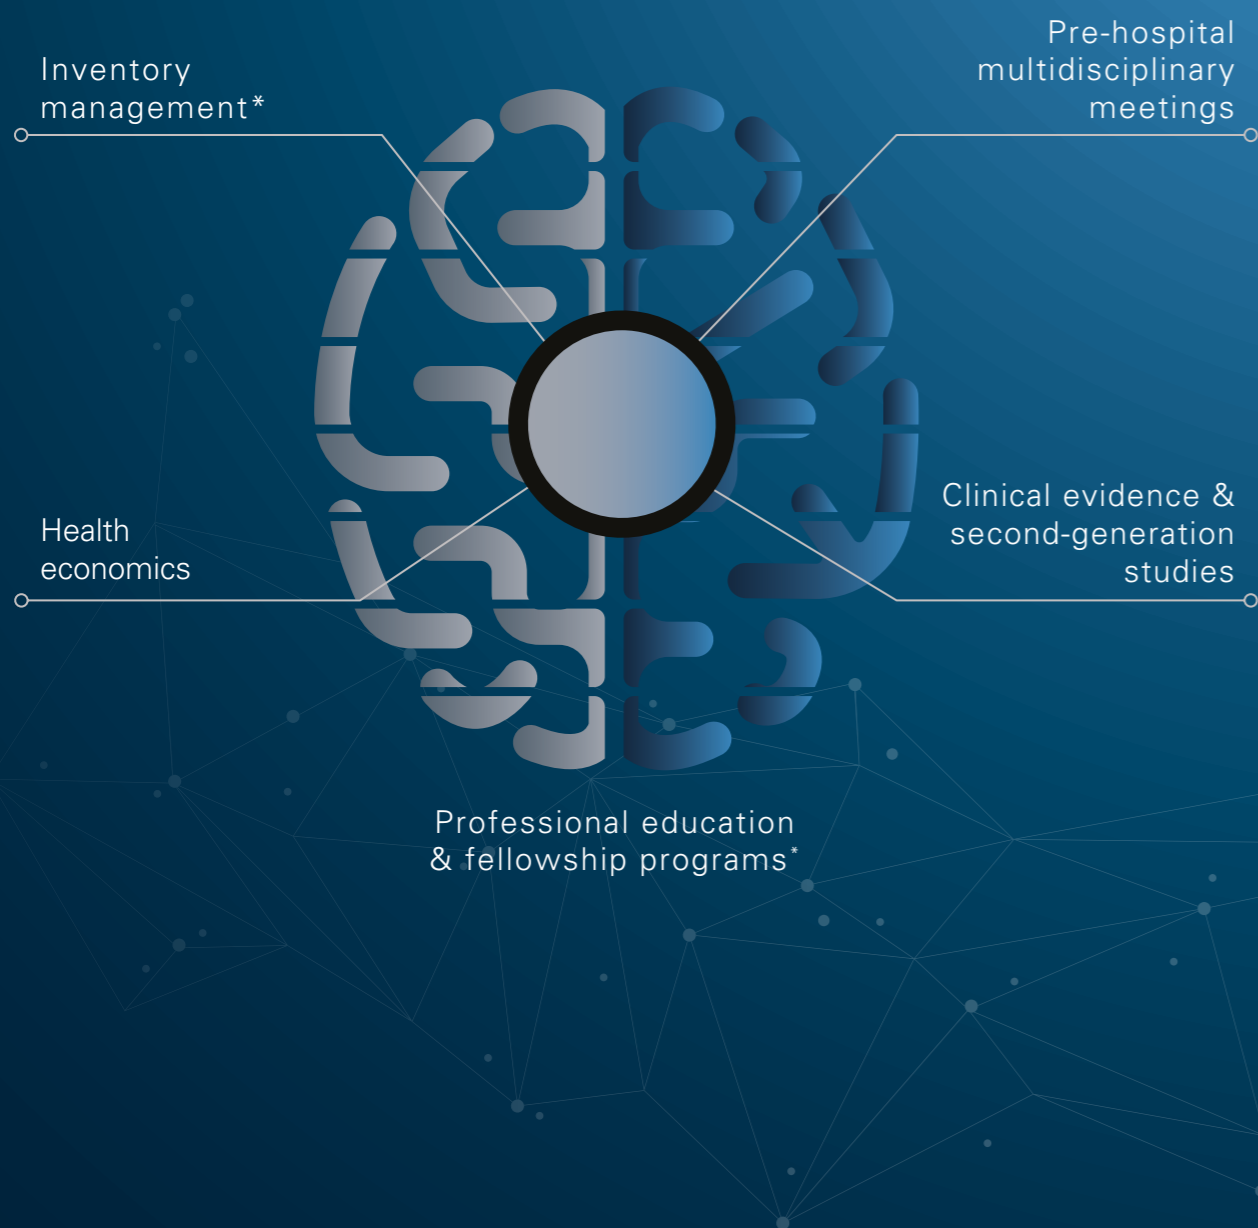 Inventory
management*
Pre-hospital
multidisciplinary
meetings
Health
economics
Clinical evidence &
second-generation
studies
Professional education
& fellowship programs*